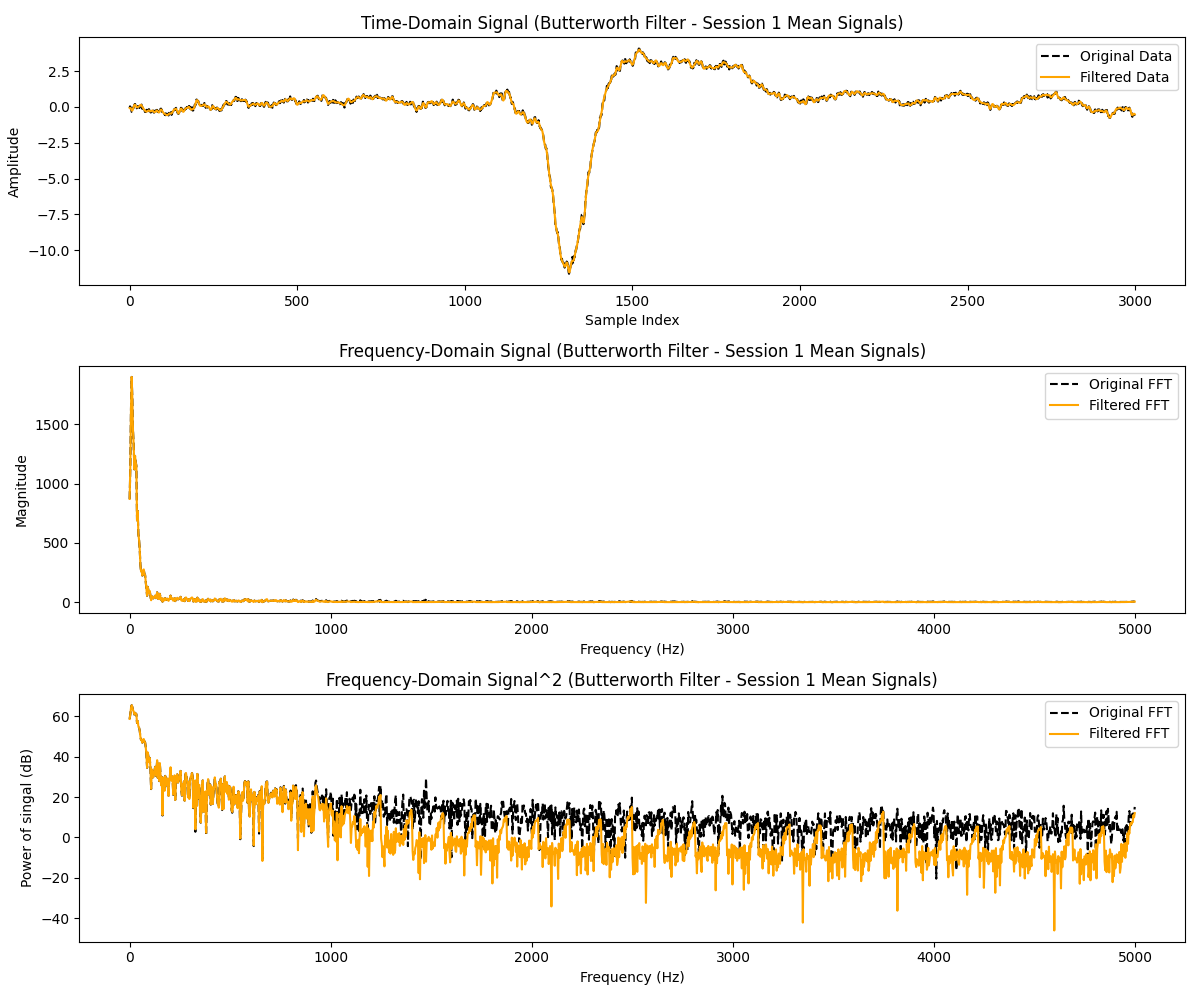 Time-Domain Signal (Butterworth Filter - Session 1 Mean Signals)
Original Data
Filtered Data
Amplitude
2.5
0.0
−2.5
−5.0
−7.5
−10.0
0 500 1000 1500 2000 2500 3000
Sample Index
Frequency-Domain Signal (Butterworth Filter - Session 1 Mean Signals)
Original FFT
Filtered FFT
Magnitude
1500
1000
500
0
0 1000 2000 3000 4000 5000
Frequency (Hz)
Frequency-Domain Signal^2 (Butterworth Filter - Session 1 Mean Signals)
Original FFT
Filtered FFT
Power of singal (dB)
60
40
20
0
−20
−40
0 1000 2000 3000 4000 5000
Frequency (Hz)